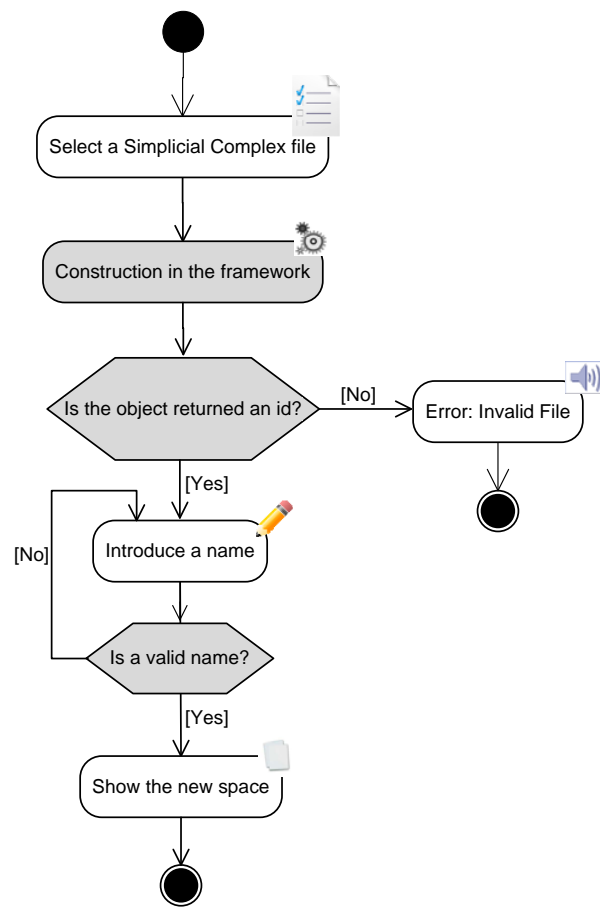 Select a Simplicial Complex file
Construction in the framework
Is the object returned an id?
[No]
Error: Invalid File
[Yes]
Introduce a name
[No]
Is a valid name?
[Yes]
Show the new space